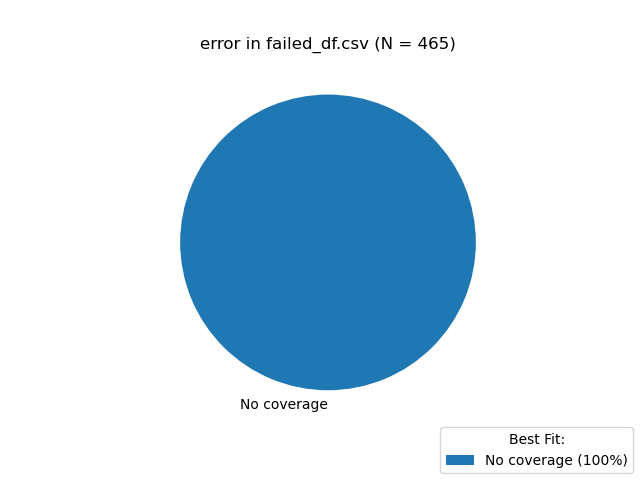 error in failed_df.csv (N = 465)
No coverage
Best Fit:
No coverage (100%)